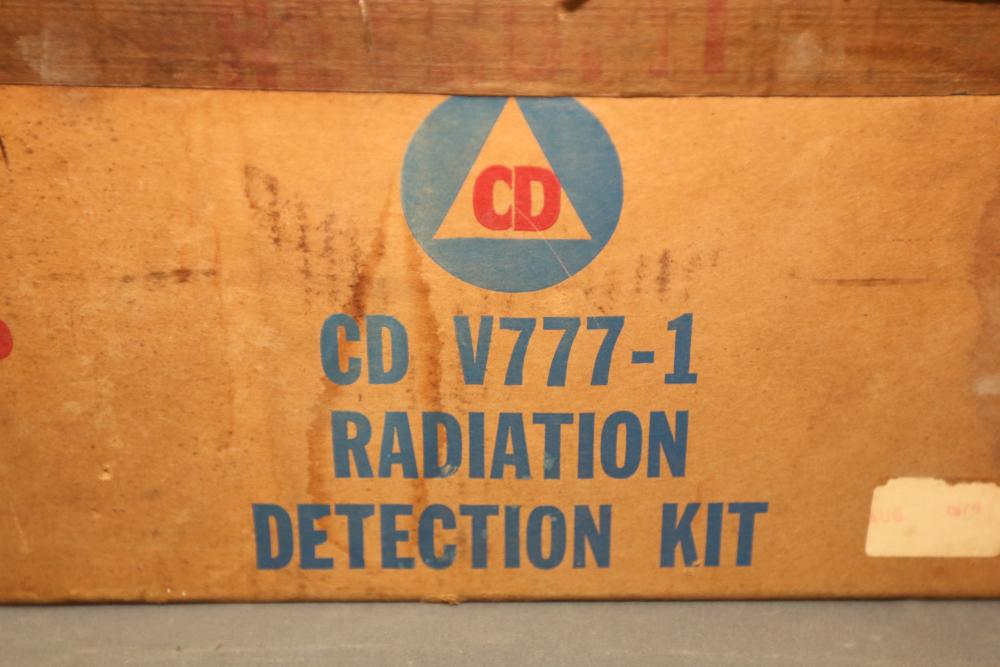 CD
CD V777-1
RADIATION
DETECTION KIT